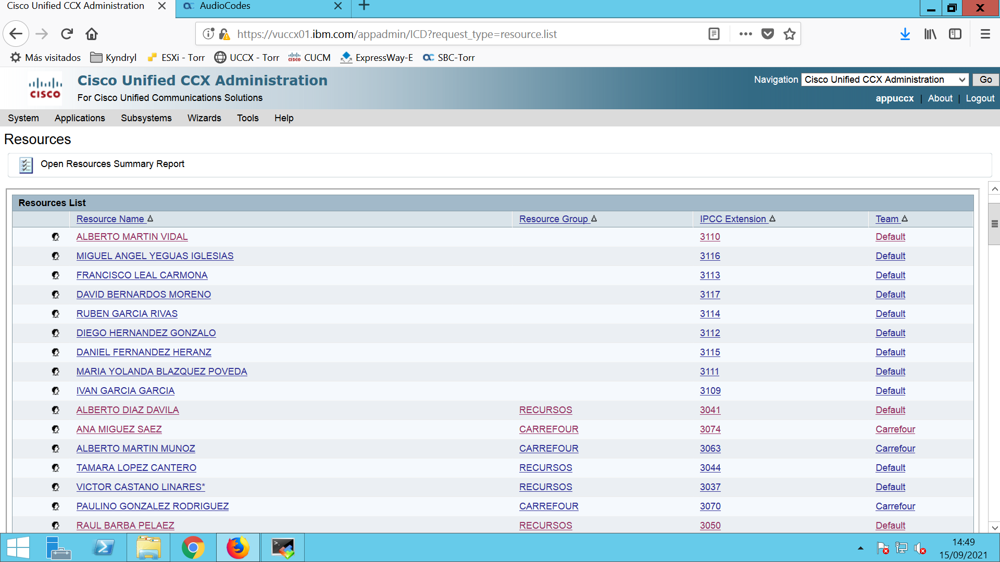 Cisco Unified CCX Administration
AudioCodes
https://vuccx01.ibm.com/appadmin/ICD?request_type=resource.list
Más visitados Kyndryl ESXi - Torr UCCX - Torr CUCM ExpressWay-E SBC-Torr
cisco
Cisco Unified CCX Administration
For Cisco Unified Communications Solutions
Navigation Cisco Unified CCX Administration Go
appuccx | About | Logout
System Applications Subsystems Wizards Tools Help
Resources
Open Resources Summary Report
Resources List
Resource Name Resource Group IPCC Extension Team
ALBERTO MARTIN VIDAL 3110 Default
MIGUEL ANGEL YEGUAS IGLESIAS 3116 Default
FRANCISCO LEAL CARMONA 3113 Default
DAVID BERNARDOS MORENO 3117 Default
RUBEN GARCIA RIVAS 3114 Default
DIEGO HERNANDEZ GONZALO 3112 Default
DANIEL FERNANDEZ HERANZ 3115 Default
MARIA YOLANDA BLAZQUEZ POVEDA 3111 Default
IVAN GARCIA GARCIA 3109 Default
ALBERTO DIAZ DAVILA RECURSOS 3041 Default
ANA MIGUEZ SAEZ CARREFOUR 3074 Carrefour
ALBERTO MARTIN MUNOZ CARREFOUR 3063 Carrefour
TAMARA LOPEZ CANTERO RECURSOS 3044 Default
VICTOR CASTANO LINARES* RECURSOS 3037 Default
PAULINO GONZALEZ RODRIGUEZ CARREFOUR 3070 Carrefour
RAUL BARBA PELAEZ RECURSOS 3050 Default
14:49
15/09/2021